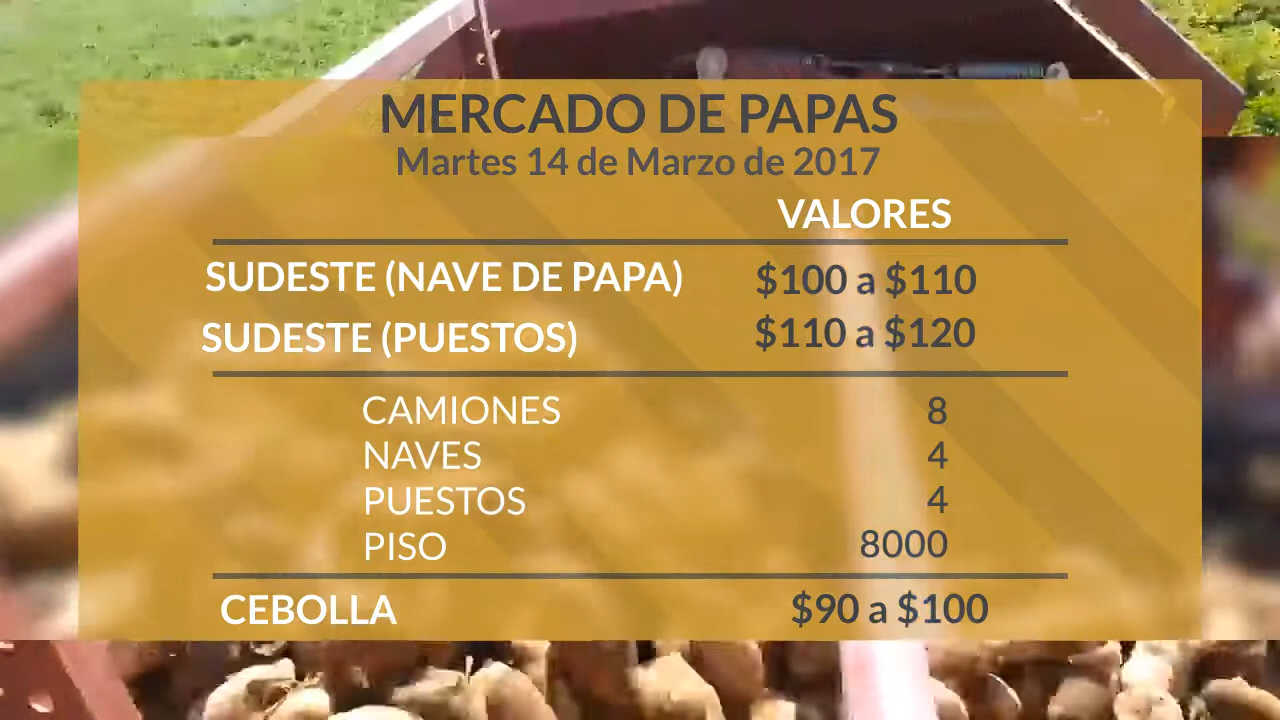 MERCADO DE PAPAS
Martes 14 de Marzo de 2017
VALORES
SUDESTE (NAVE DE PAPA) $100 a $110
SUDESTE (PUESTOS) $110 a $120
CAMIONES 8
NAVES 4
PUESTOS 4
PISO 8000
CEBOLLA $90 a $100